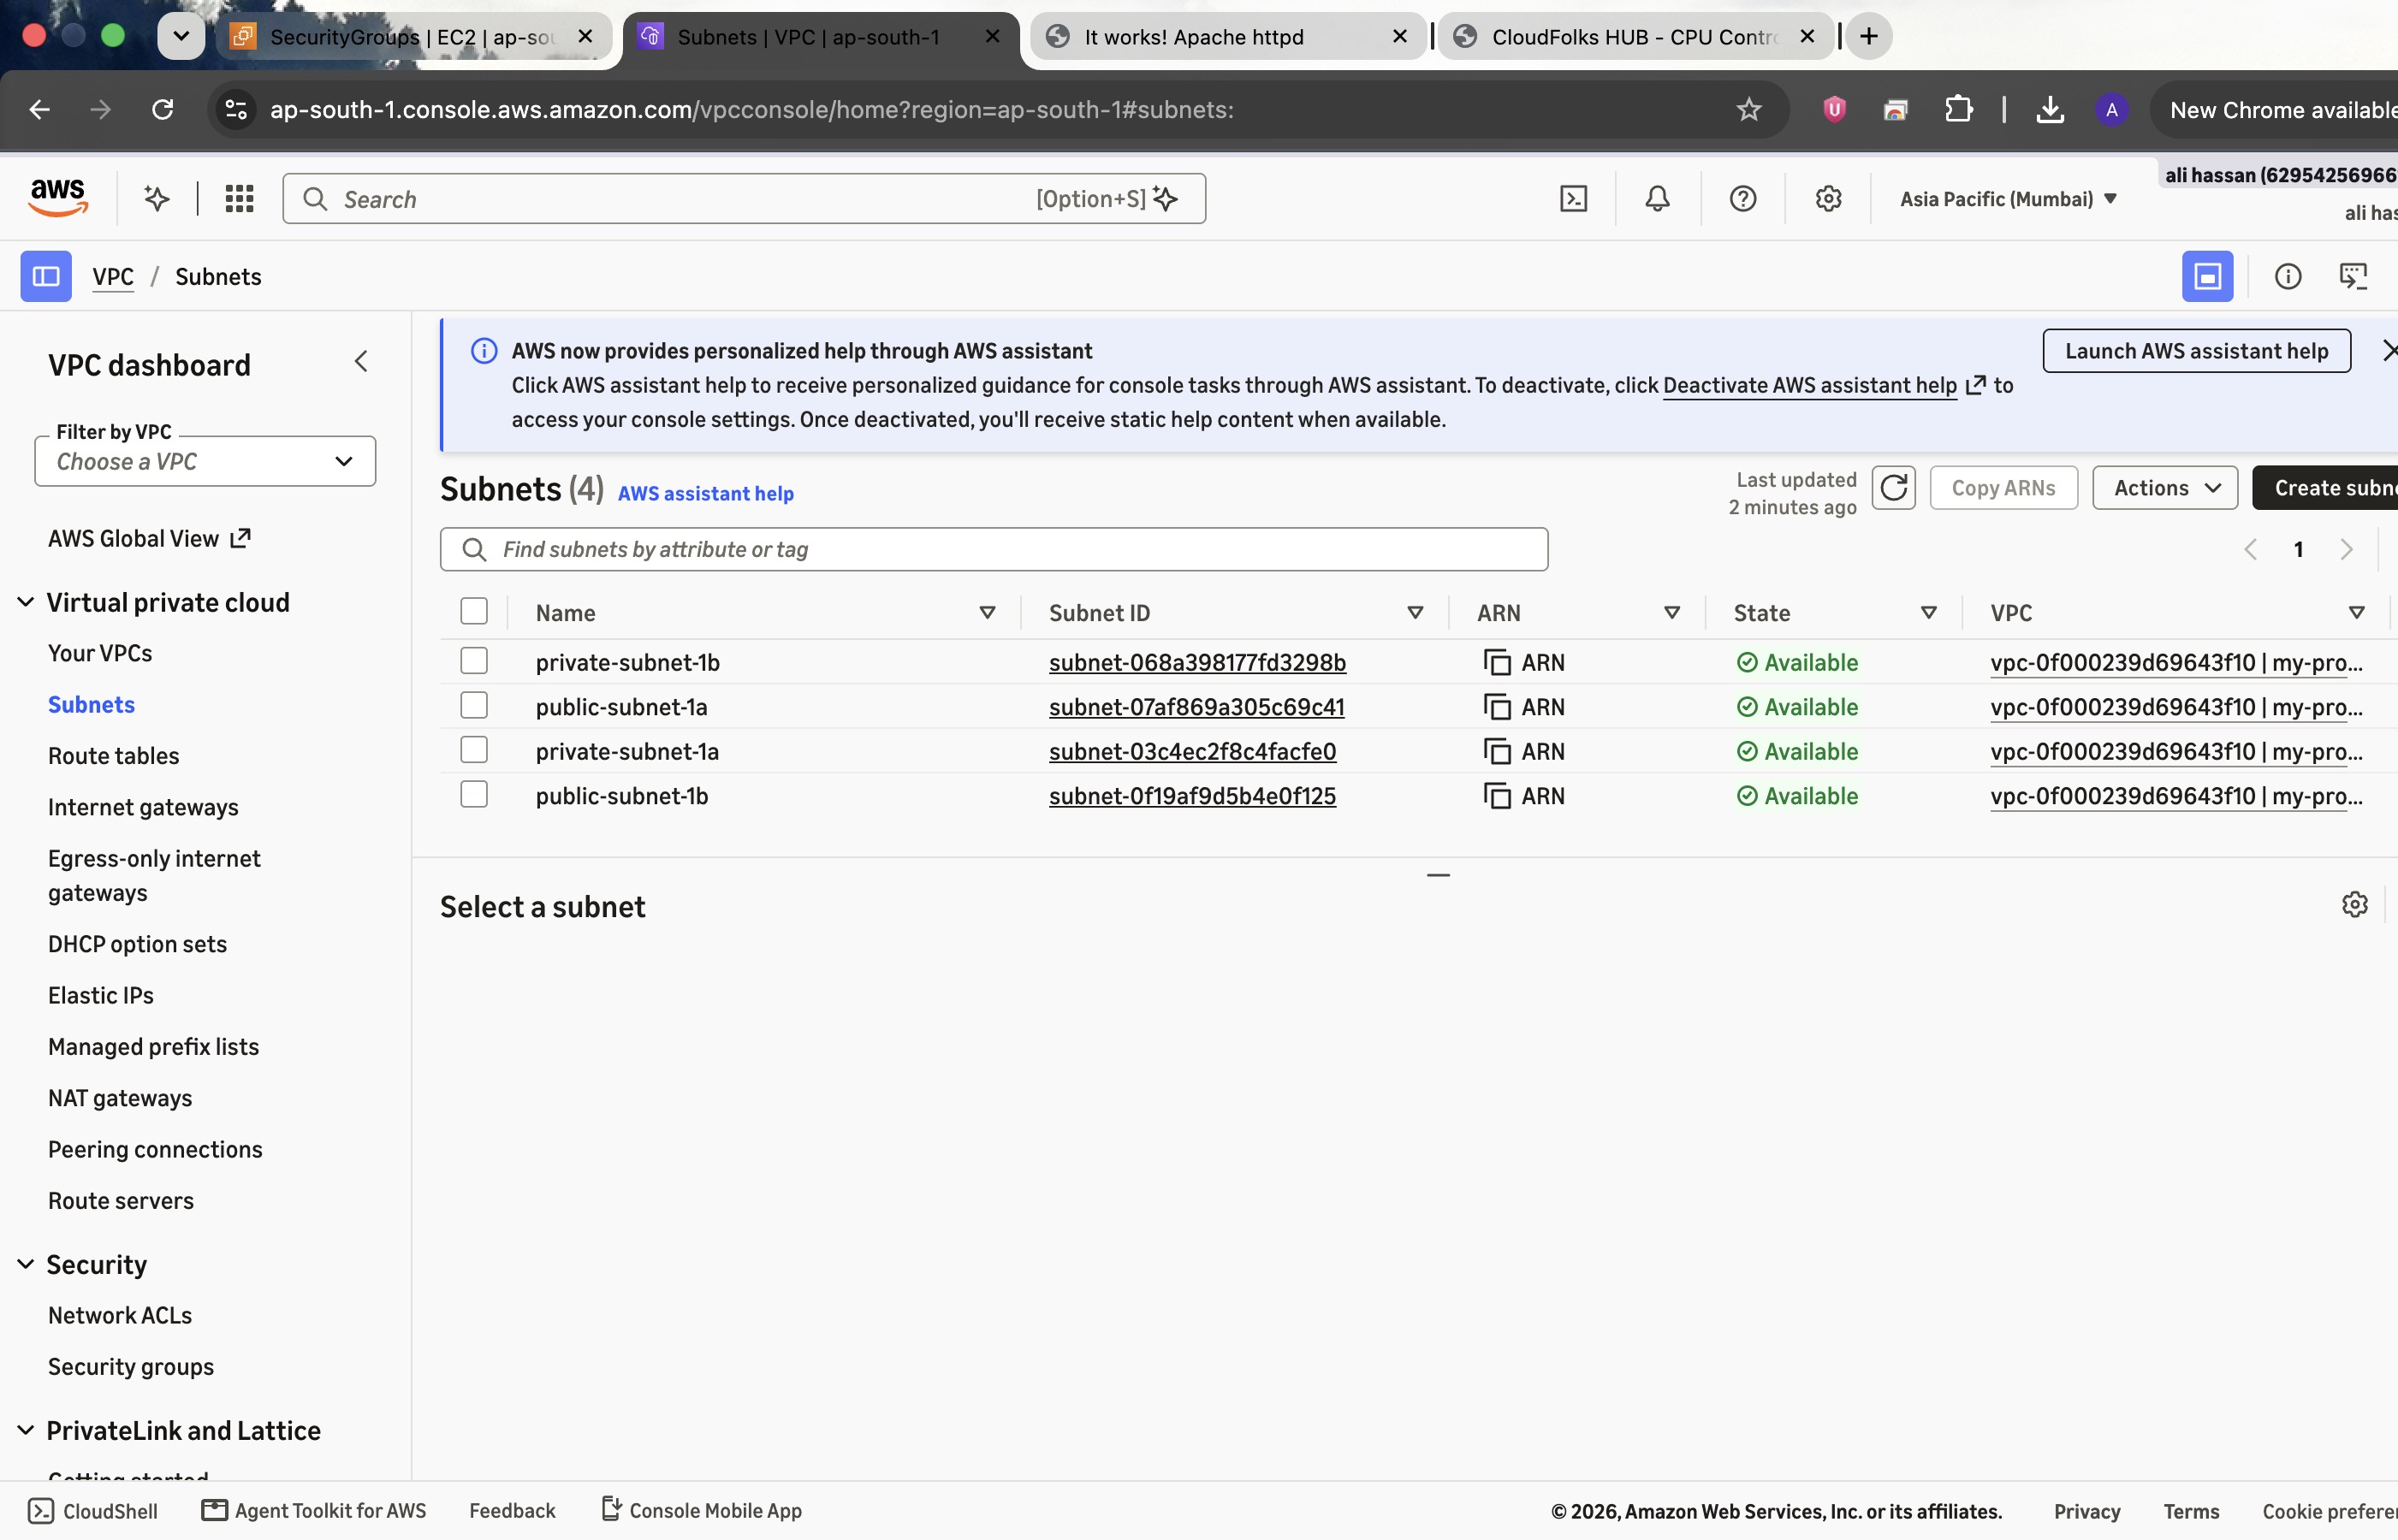 SecurityGroups | EC2 | ap-sou
Subnets | VPC | ap-south-1
It works! Apache httpd
CloudFolks HUB - CPU Contro
ap-south-1.console.aws.amazon.com/vpcconsole/home?region=ap-south-1#subnets:
A
New Chrome available
aws
Search
[Option+S]
Asia Pacific (Mumbai)
ali hassan (62954256966
ali has
VPC / Subnets
VPC dashboard
Filter by VPC
Choose a VPC
AWS Global View
Virtual private cloud
Your VPCs
Subnets
Route tables
Internet gateways
Egress-only internet
gateways
DHCP option sets
Elastic IPs
Managed prefix lists
NAT gateways
Peering connections
Route servers
Security
Network ACLs
Security groups
PrivateLink and Lattice
Getting started
AWS now provides personalized help through AWS assistant
Click AWS assistant help to receive personalized guidance for console tasks through AWS assistant. To deactivate, click Deactivate AWS assistant help to
access your console settings. Once deactivated, you'll receive static help content when available.
Launch AWS assistant help
Subnets (4) AWS assistant help
Last updated
2 minutes ago
Copy ARNs
Actions
Create subne
Find subnets by attribute or tag
1
Name Subnet ID ARN State VPC
private-subnet-1b subnet-068a398177fd3298b ARN Available vpc-0f000239d69643f10 | my-pro...
public-subnet-1a subnet-07af869a305c69c41 ARN Available vpc-0f000239d69643f10 | my-pro...
private-subnet-1a subnet-03c4ec2f8c4facfe0 ARN Available vpc-0f000239d69643f10 | my-pro...
public-subnet-1b subnet-0f19af9d5b4e0f125 ARN Available vpc-0f000239d69643f10 | my-pro...
Select a subnet
CloudShell
Agent Toolkit for AWS
Feedback
Console Mobile App
© 2026, Amazon Web Services, Inc. or its affiliates.
Privacy
Terms
Cookie prefere